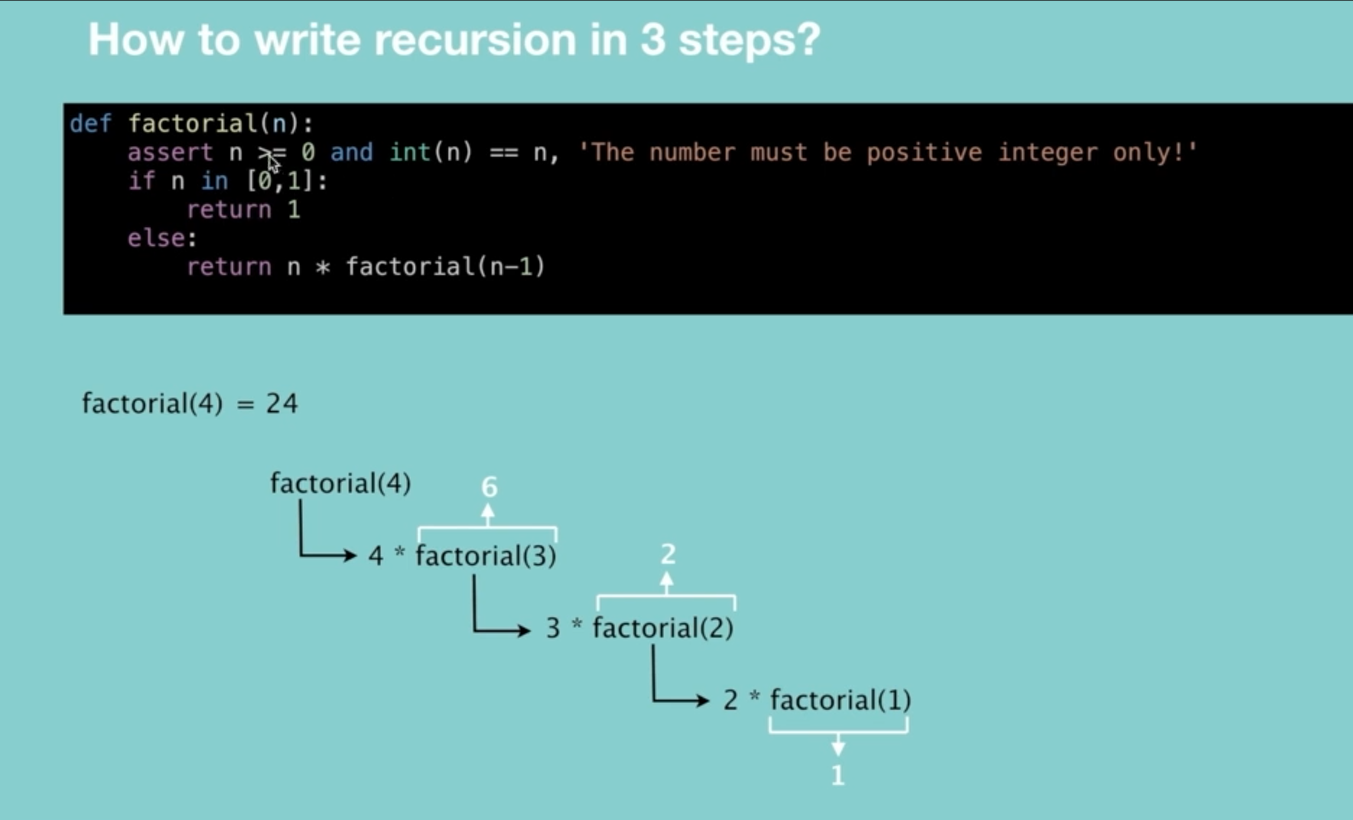 How to write recursion in 3 steps?
def factorial(n):
    assert n >= 0 and int(n) == n, 'The number must be positive integer only!'
    if n in [0,1]:
        return 1
    else:
        return n * factorial(n-1)
factorial(4) = 24
factorial(4)
6
4 * factorial(3)
2
3 * factorial(2)
2 * factorial(1)
1